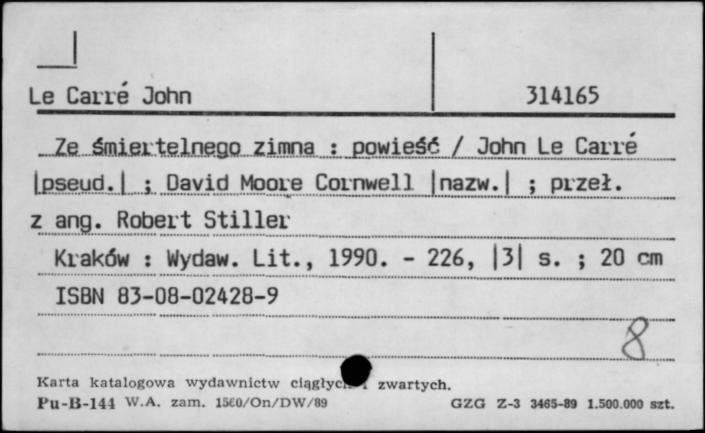 Le Carré John 314165
Ze śmiertelnego zimna : powieść / John Le Carré
|pseud.| ; David Moore Cornwell |nazw.| ; przeł.
z ang. Robert Stiller
Kraków : Wydaw. Lit., 1990. - 226, |3| s. ; 20 cm
ISBN 83-08-02428-9
8
Karta katalogowa wydawnictw ciągłych i zwartych.
Pu-B-144 W.A. zam. 1560/On/DW/89 GZG Z-3 3465-89 1.500.000 szt.